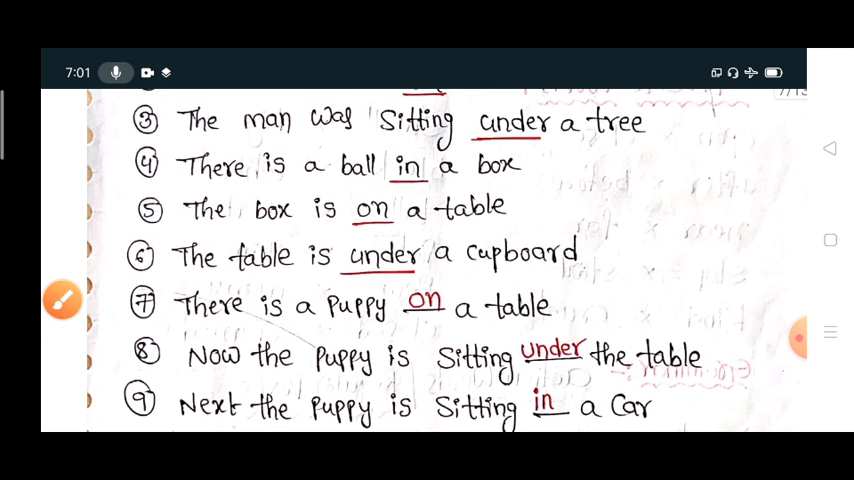 7:01
③ The man was Sitting under a tree
④ There is a ball in a box
⑤ The box is on a table
⑥ The table is under a cupboard
⑦ There is a puppy on a table
⑧ Now the puppy is Sitting under the table
⑨ Next the puppy is Sitting in a Car